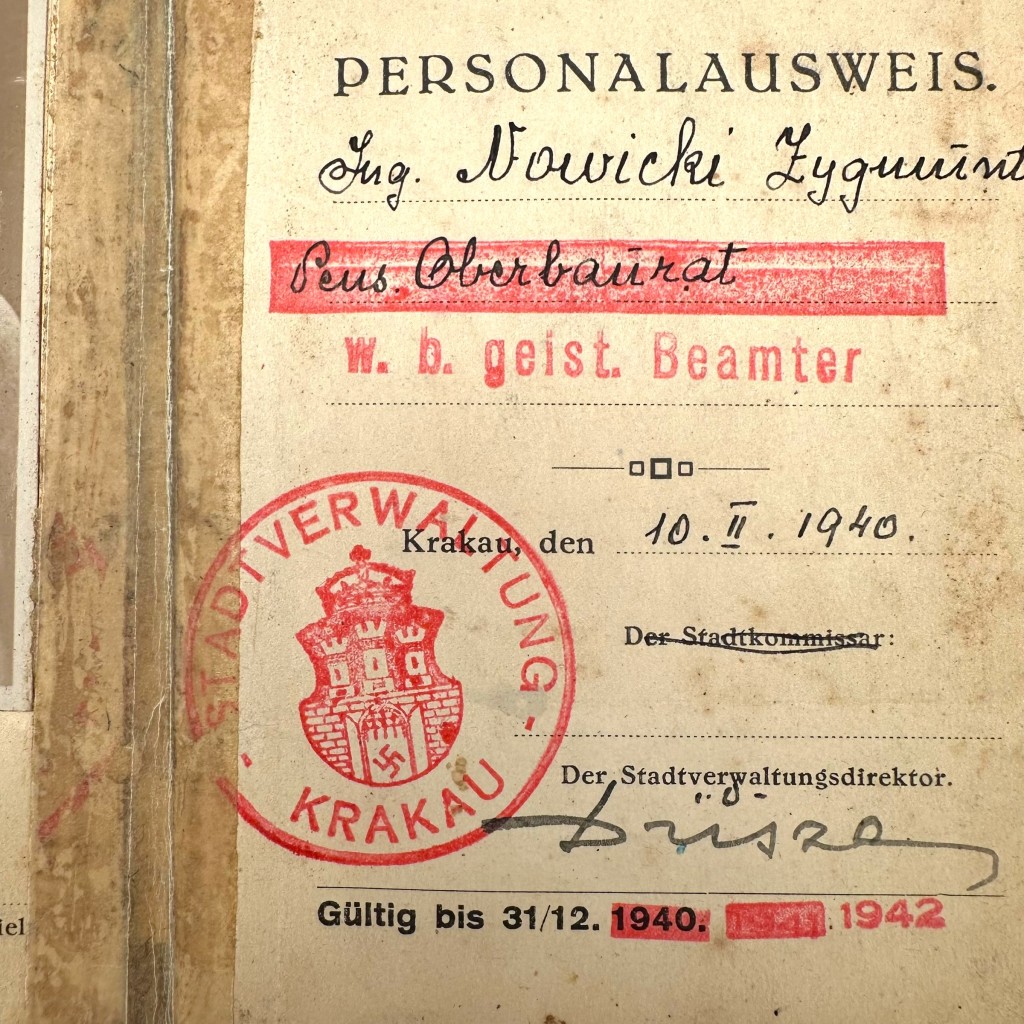 PERSONALAUSWEIS.
Ing. Nowicki Zygmunt
Pens. Oberbaurat
w. b. geist. Beamter
Krakau, den 10. II. 1940.
Der Stadtkommissar:
STADTVERWALTUNG
- KRAKAU -
Der Stadtverwaltungsdirektor.
Gültig bis 31/12. 1940. . 1942
iel